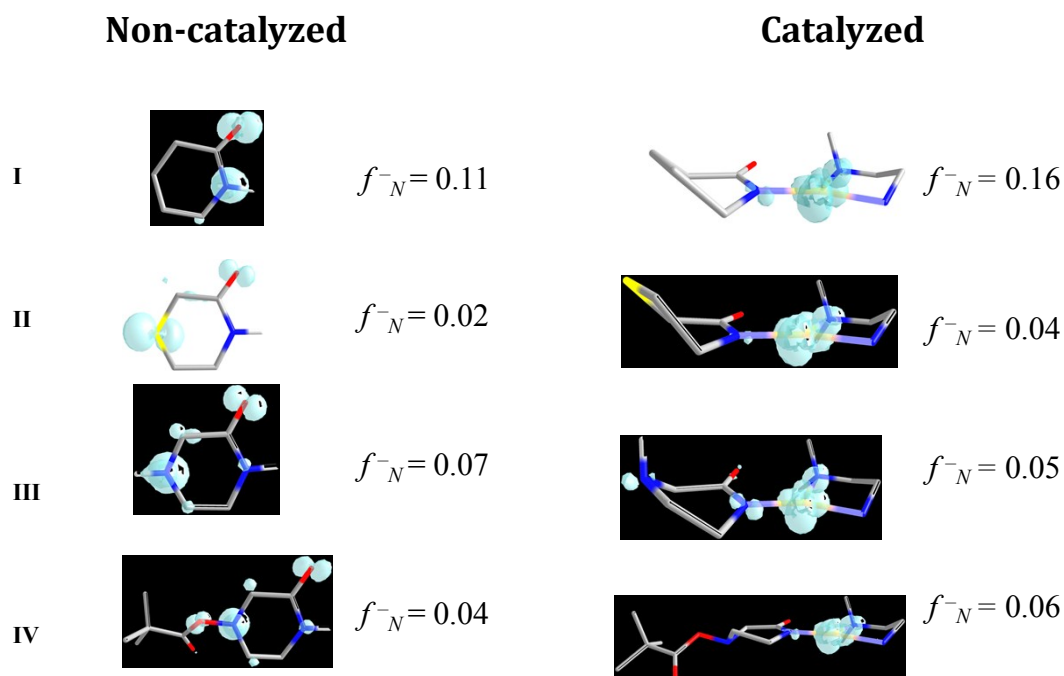 Non-catalyzed Catalyzed
I f⁻N = 0.11 f⁻N = 0.16
II f⁻N = 0.02 f⁻N = 0.04
III f⁻N = 0.07 f⁻N = 0.05
IV f⁻N = 0.04 f⁻N = 0.06